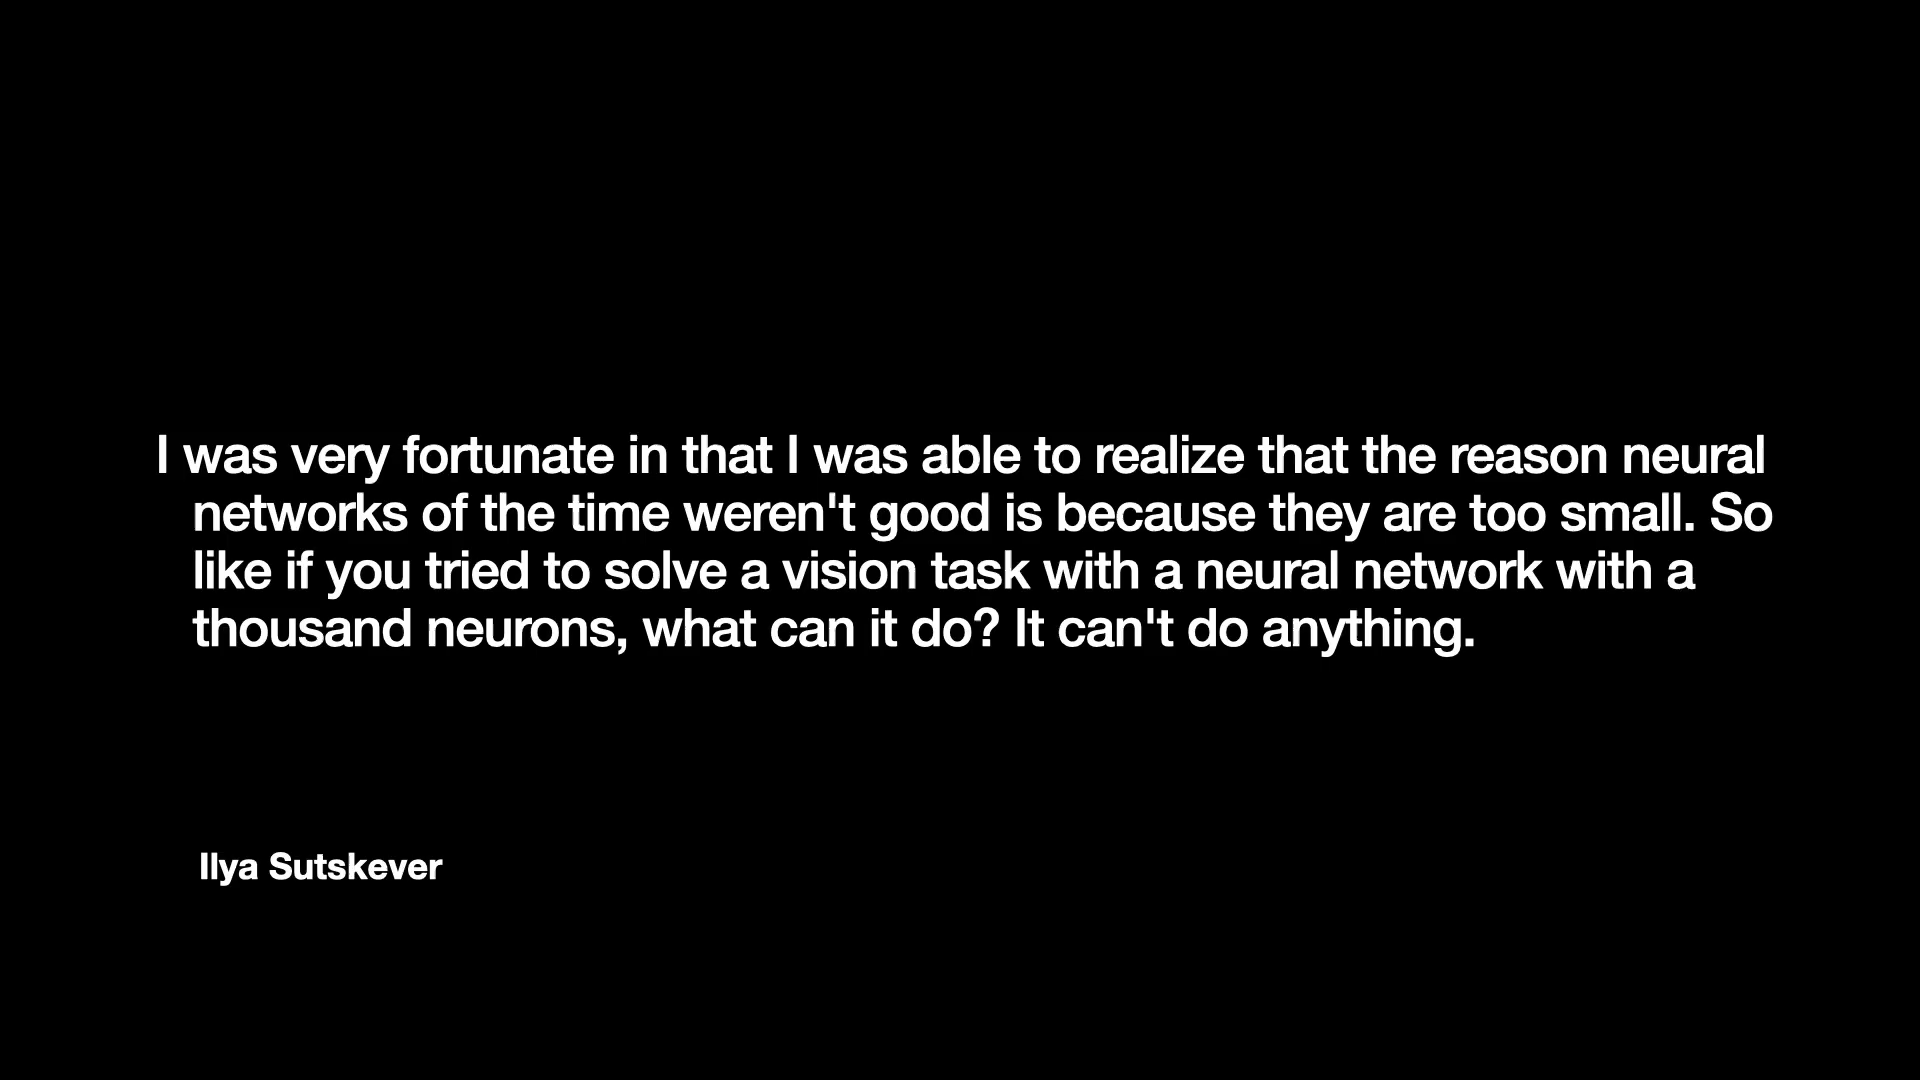 I was very fortunate in that I was able to realize that the reason neural
networks of the time weren't good is because they are too small. So
like if you tried to solve a vision task with a neural network with a
thousand neurons, what can it do? It can't do anything.
Ilya Sutskever